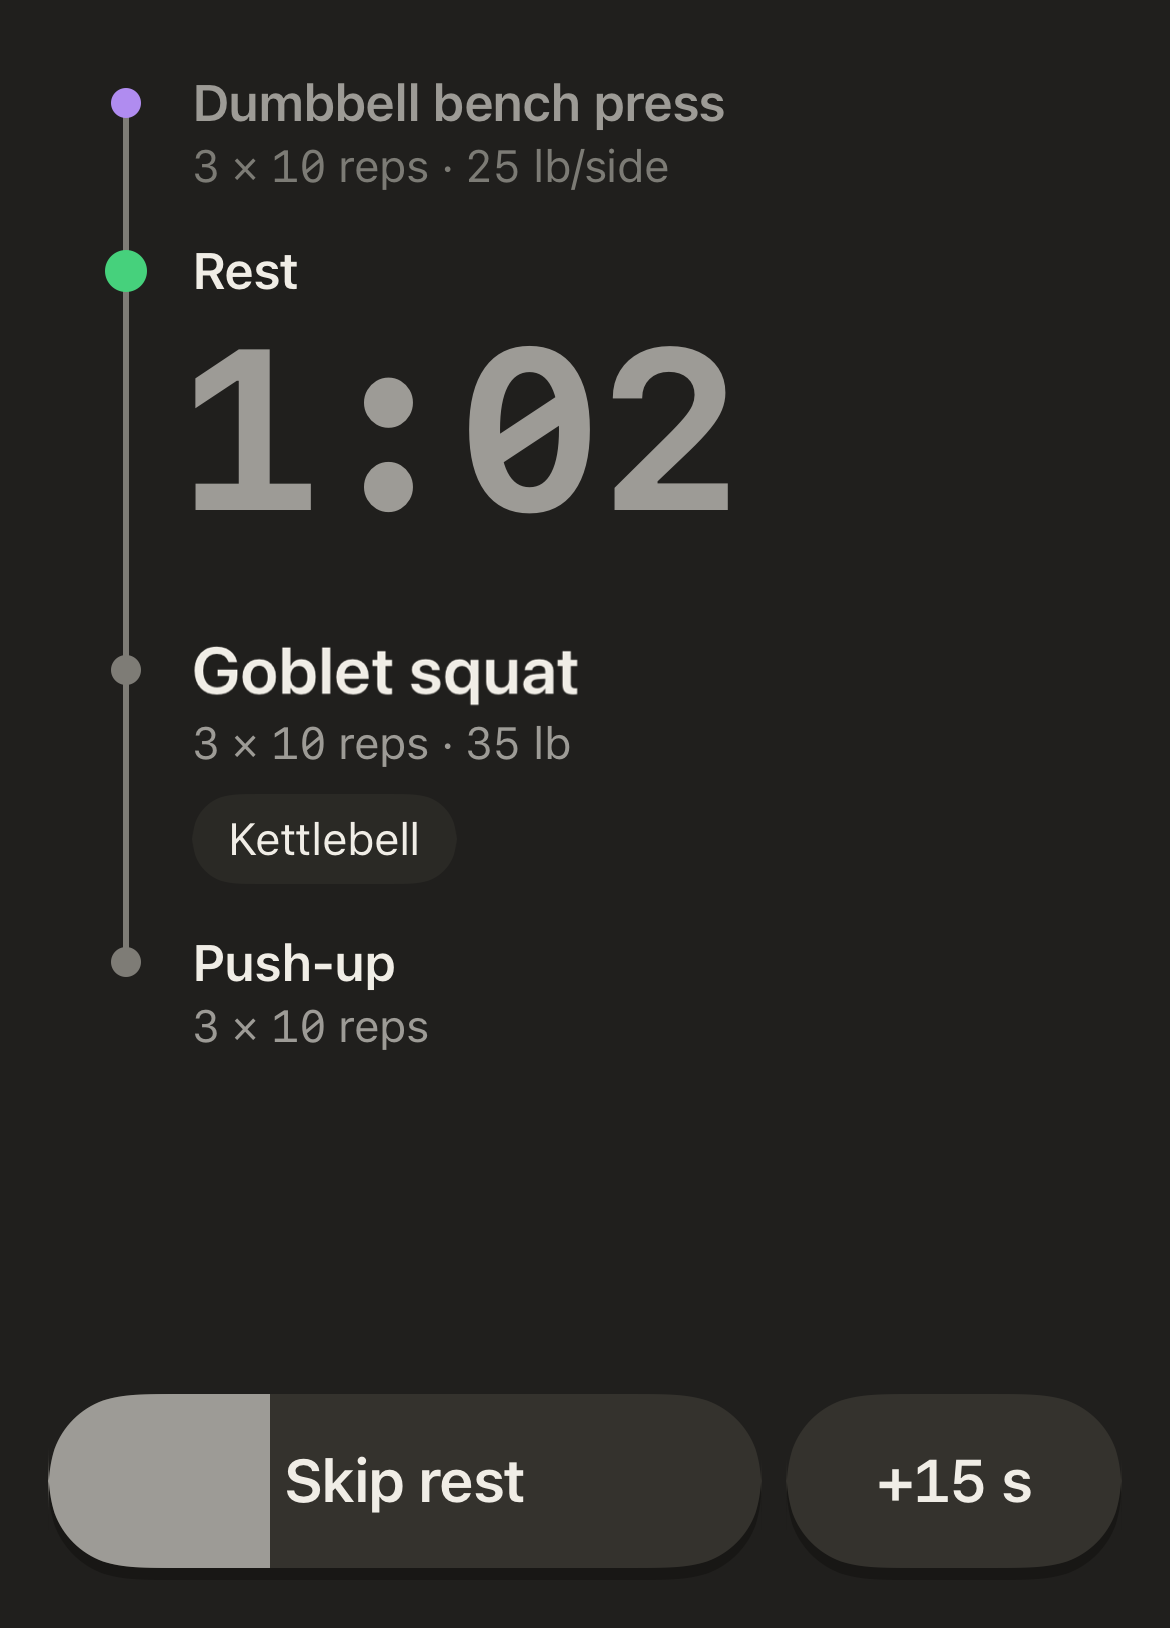 Dumbbell bench press
3 × 10 reps · 25 lb/side
Rest
1:02
Goblet squat
3 × 10 reps · 35 lb
Kettlebell
Push-up
3 × 10 reps
Skip rest
+15 s